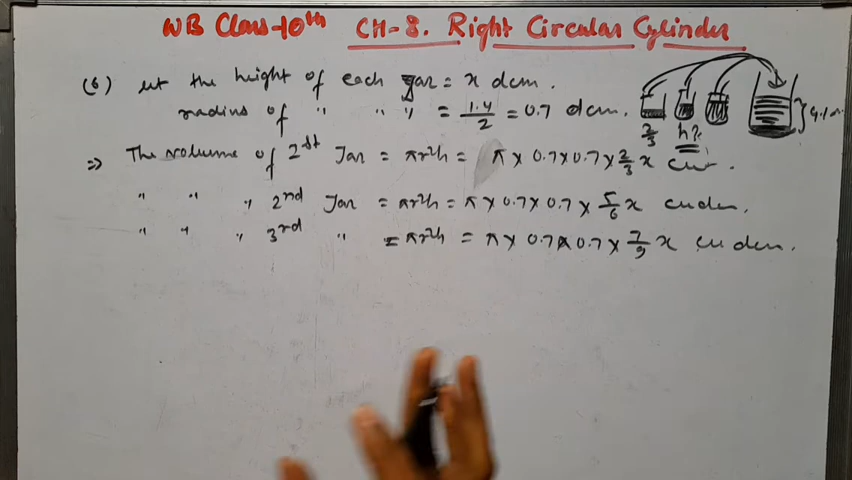 WB Class-10th CH-8. Right Circular Cylinder
(6) Let the height of each Jar = x dcm.
radius of " " " = 1.4/2 = 0.7 dcm.
2/3 h?
⇒ The volume of 2st Jar = πr²h = π × 0.7 × 0.7 × 2/3 x
" " " 2nd Jar = πr²h = π × 0.7 × 0.7 × 5/6 x cu dcm.
" " " 3rd " = πr²h = π × 0.7 × 0.7 × 7/9 x cu dcm.